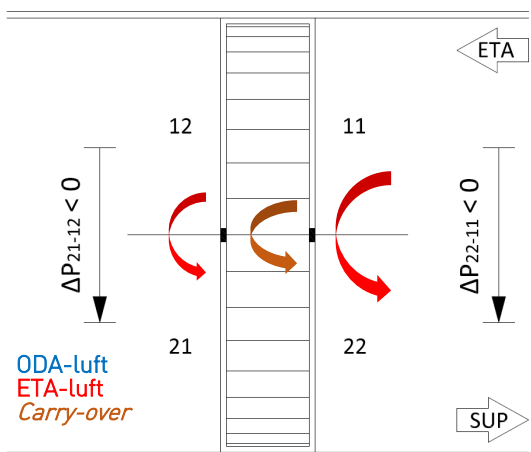 ETA
12
11
ΔP21-12 < 0
ΔP22-11 < 0
21
22
ODA-luft
ETA-luft
Carry-over
SUP